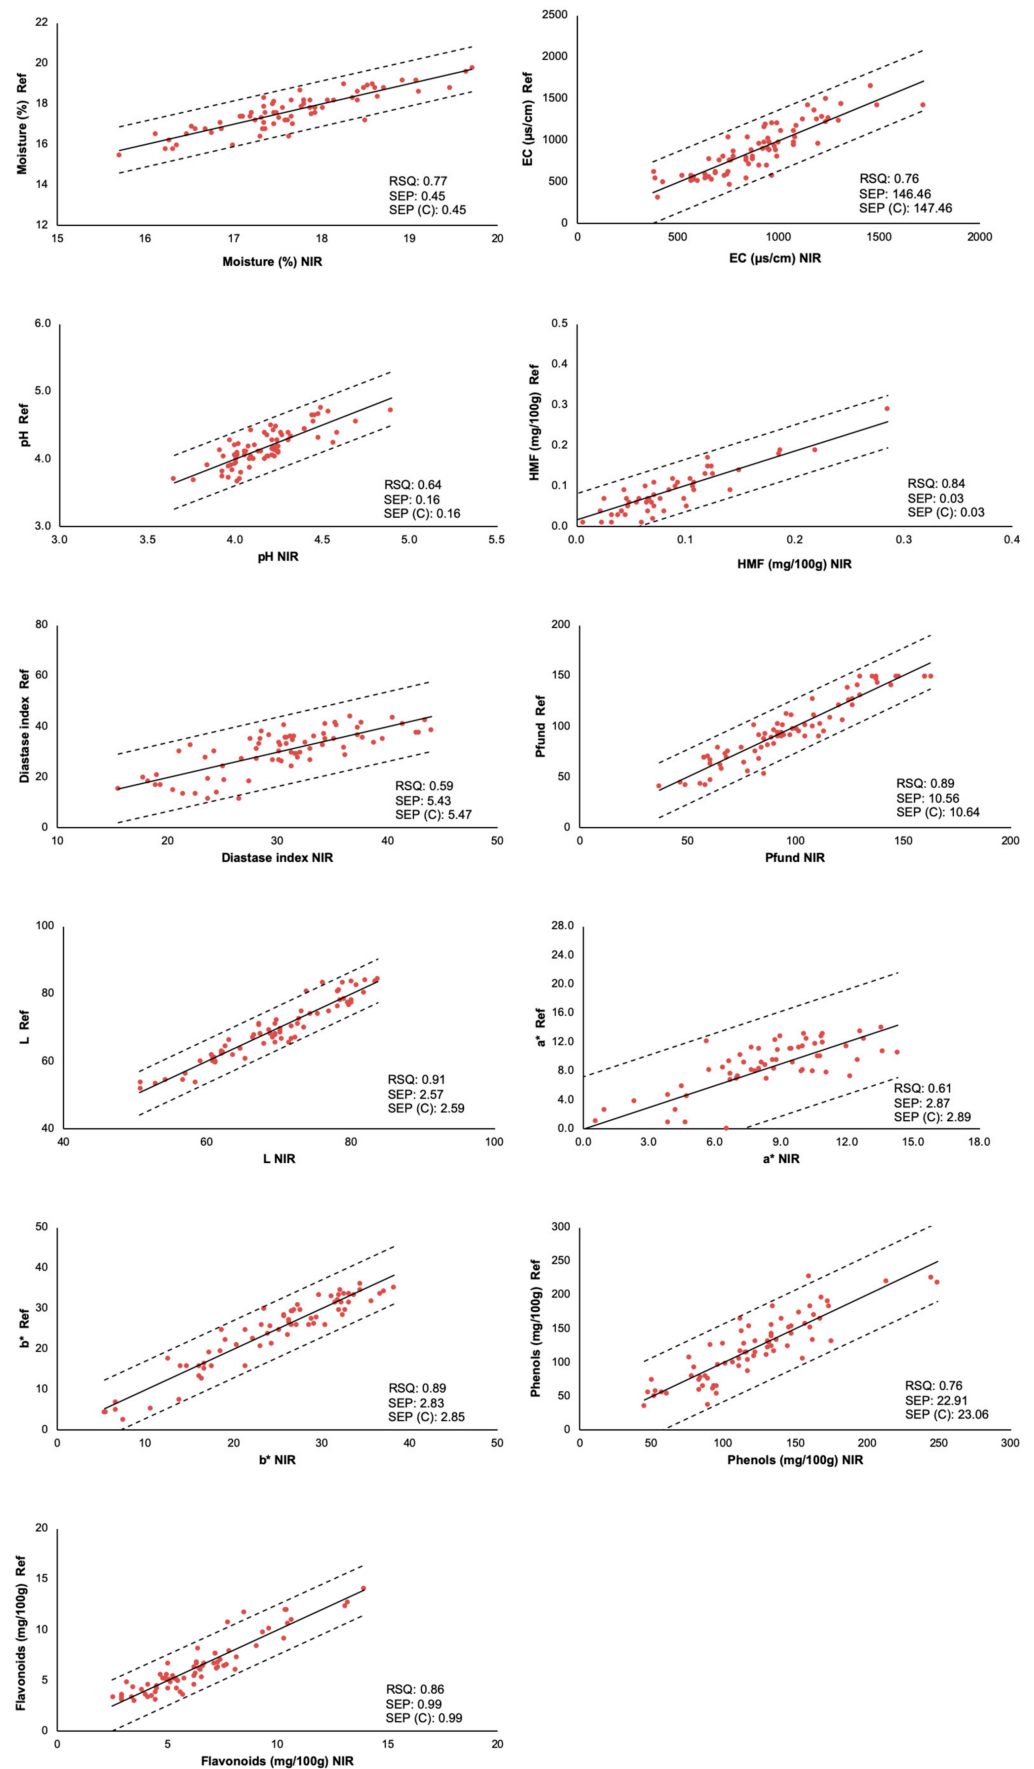 22
20
18
16
14
12
Moisture (%) Ref
RSQ: 0.77
SEP: 0.45
SEP (C): 0.45
15 16 17 18 19 20
Moisture (%) NIR
2500
2000
1500
1000
500
0
EC (µs/cm) Ref
RSQ: 0.76
SEP: 146.46
SEP (C): 147.46
0 500 1000 1500 2000
EC (µs/cm) NIR
6.0
5.0
4.0
3.0
pH Ref
RSQ: 0.64
SEP: 0.16
SEP (C): 0.16
3.0 3.5 4.0 4.5 5.0 5.5
pH NIR
0.5
0.4
0.3
0.2
0.1
0.0
HMF (mg/100g) Ref
RSQ: 0.84
SEP: 0.03
SEP (C): 0.03
0.0 0.1 0.2 0.3 0.4
HMF (mg/100g) NIR
80
60
40
20
0
Diastase index Ref
RSQ: 0.59
SEP: 5.43
SEP (C): 5.47
10 20 30 40 50
Diastase index NIR
200
150
100
50
0
Pfund Ref
RSQ: 0.89
SEP: 10.56
SEP (C): 10.64
0 50 100 150 200
Pfund NIR
100
80
60
40
L Ref
RSQ: 0.91
SEP: 2.57
SEP (C): 2.59
40 60 80 100
L NIR
28.0
24.0
20.0
16.0
12.0
8.0
4.0
0.0
a* Ref
RSQ: 0.61
SEP: 2.87
SEP (C): 2.89
0.0 3.0 6.0 9.0 12.0 15.0 18.0
a* NIR
50
40
30
20
10
0
b* Ref
RSQ: 0.89
SEP: 2.83
SEP (C): 2.85
0 10 20 30 40 50
b* NIR
300
250
200
150
100
50
0
Phenols (mg/100g) Ref
RSQ: 0.76
SEP: 22.91
SEP (C): 23.06
0 50 100 150 200 250 300
Phenols (mg/100g) NIR
20
15
10
5
0
Flavonoids (mg/100g) Ref
RSQ: 0.86
SEP: 0.99
SEP (C): 0.99
0 5 10 15 20
Flavonoids (mg/100g) NIR